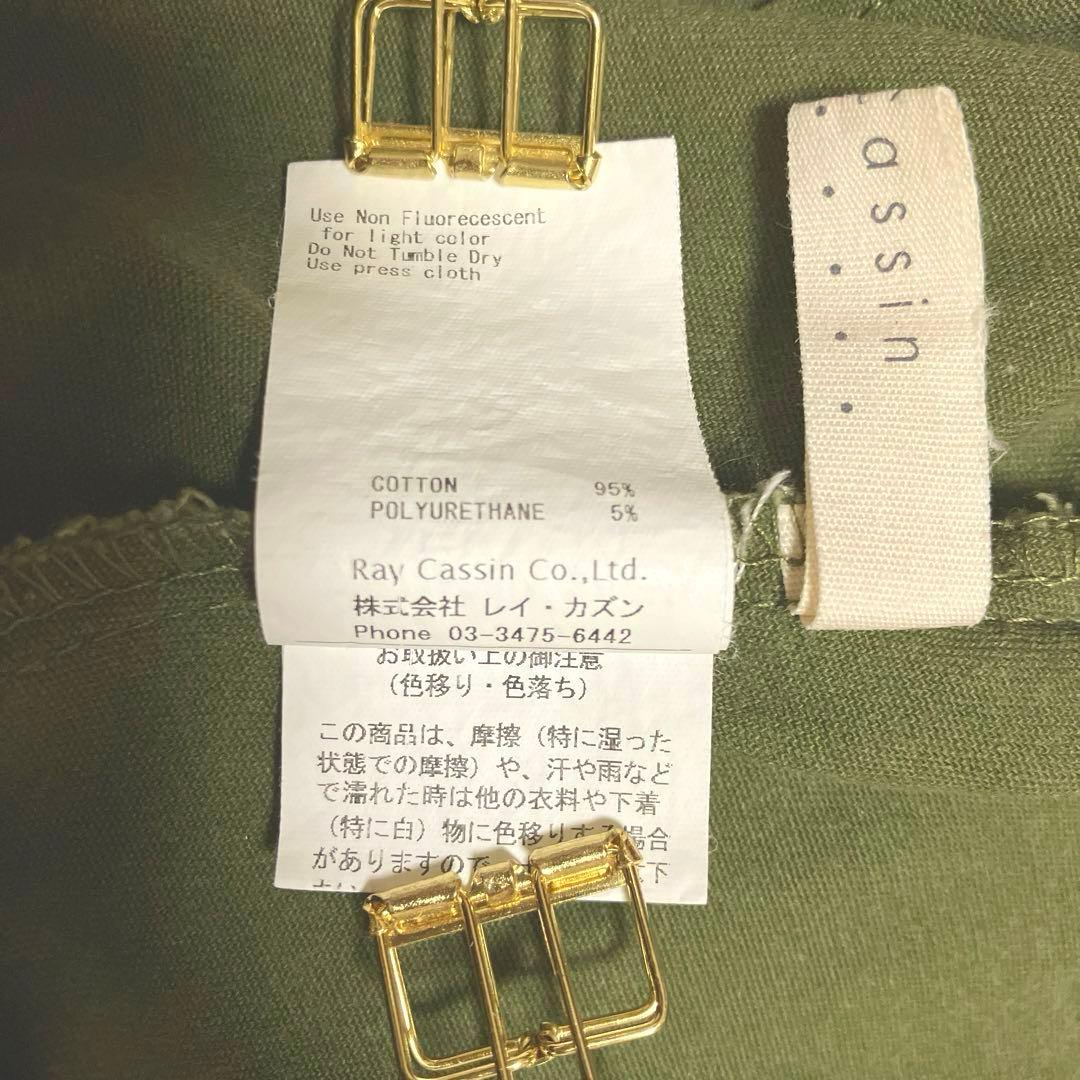 Use Non Fluorecescent
for light color
Do Not Tumble Dry
Use press cloth
COTTON 95%
POLYURETHANE 5%
Ray Cassin Co.,Ltd.
株式会社 レイ・カズン
Phone 03-3475-6442
お取扱い上の御注意
（色移り・色落ち）
この商品は、摩擦（特に湿った
状態での摩擦）や、汗や雨など
で濡れた時は他の衣料や下着
（特に白）物に色移りする場合
がありますので
assin